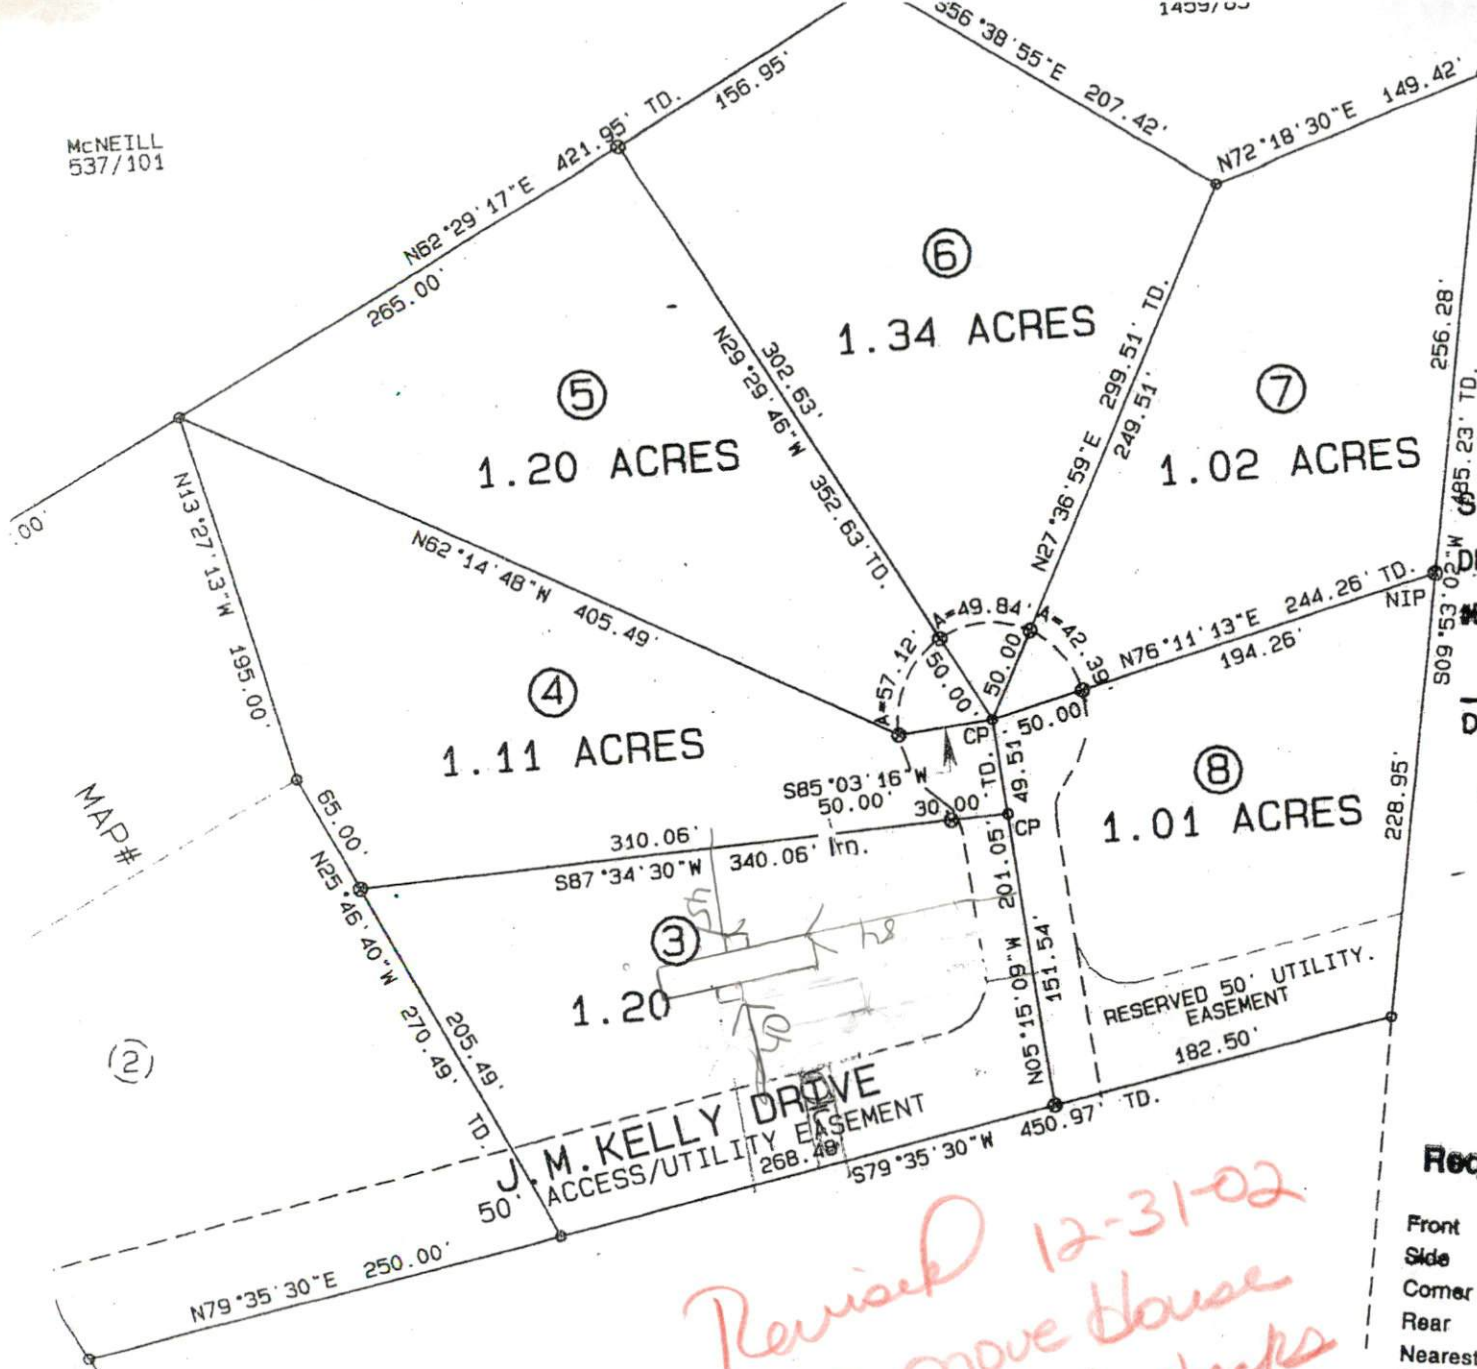 S56°38'55"E 207.42'
N72°18'30"E 149.42'
McNEILL
537/101
N62°29'17"E 421.95' TD.
156.95'
265.00'
.00'
6
1.34 ACRES
5
1.20 ACRES
7
1.02 ACRES
N29°29'46"W 352.63' TD.
302.63'
N27°36'59"E 299.51' TD.
249.51'
256.28'
S09°53'02"W 485.23' TD.
N13°27'13"W 195.00'
N62°14'48"W 405.49'
A=57.12'
A=49.84'
A=42.39'
50.00'
50.00'
50.00'
N76°11'13"E 244.26' TD.
194.26'
NIP
CP
4
1.11 ACRES
S85°03'16"W
50.00'
30.00'
49.51'
TD.
CP
8
1.01 ACRES
228.95'
MAP#
65.00'
N25°46'40"W 270.49' TD.
205.49'
310.06'
S87°34'30"W 340.06'
3
1.20
45
84
N05°15'09"W 201.05'
151.54'
RESERVED 50' UTILITY.
EASEMENT
182.50'
2
J.M.KELLY DRIVE
50' ACCESS/UTILITY EASEMENT
268.48
S79°35'30"W 450.97' TD.
N79°35'30"E 250.00'
Revised 12-31-02
move House
Front
Side
Corner
Rear
Nearest